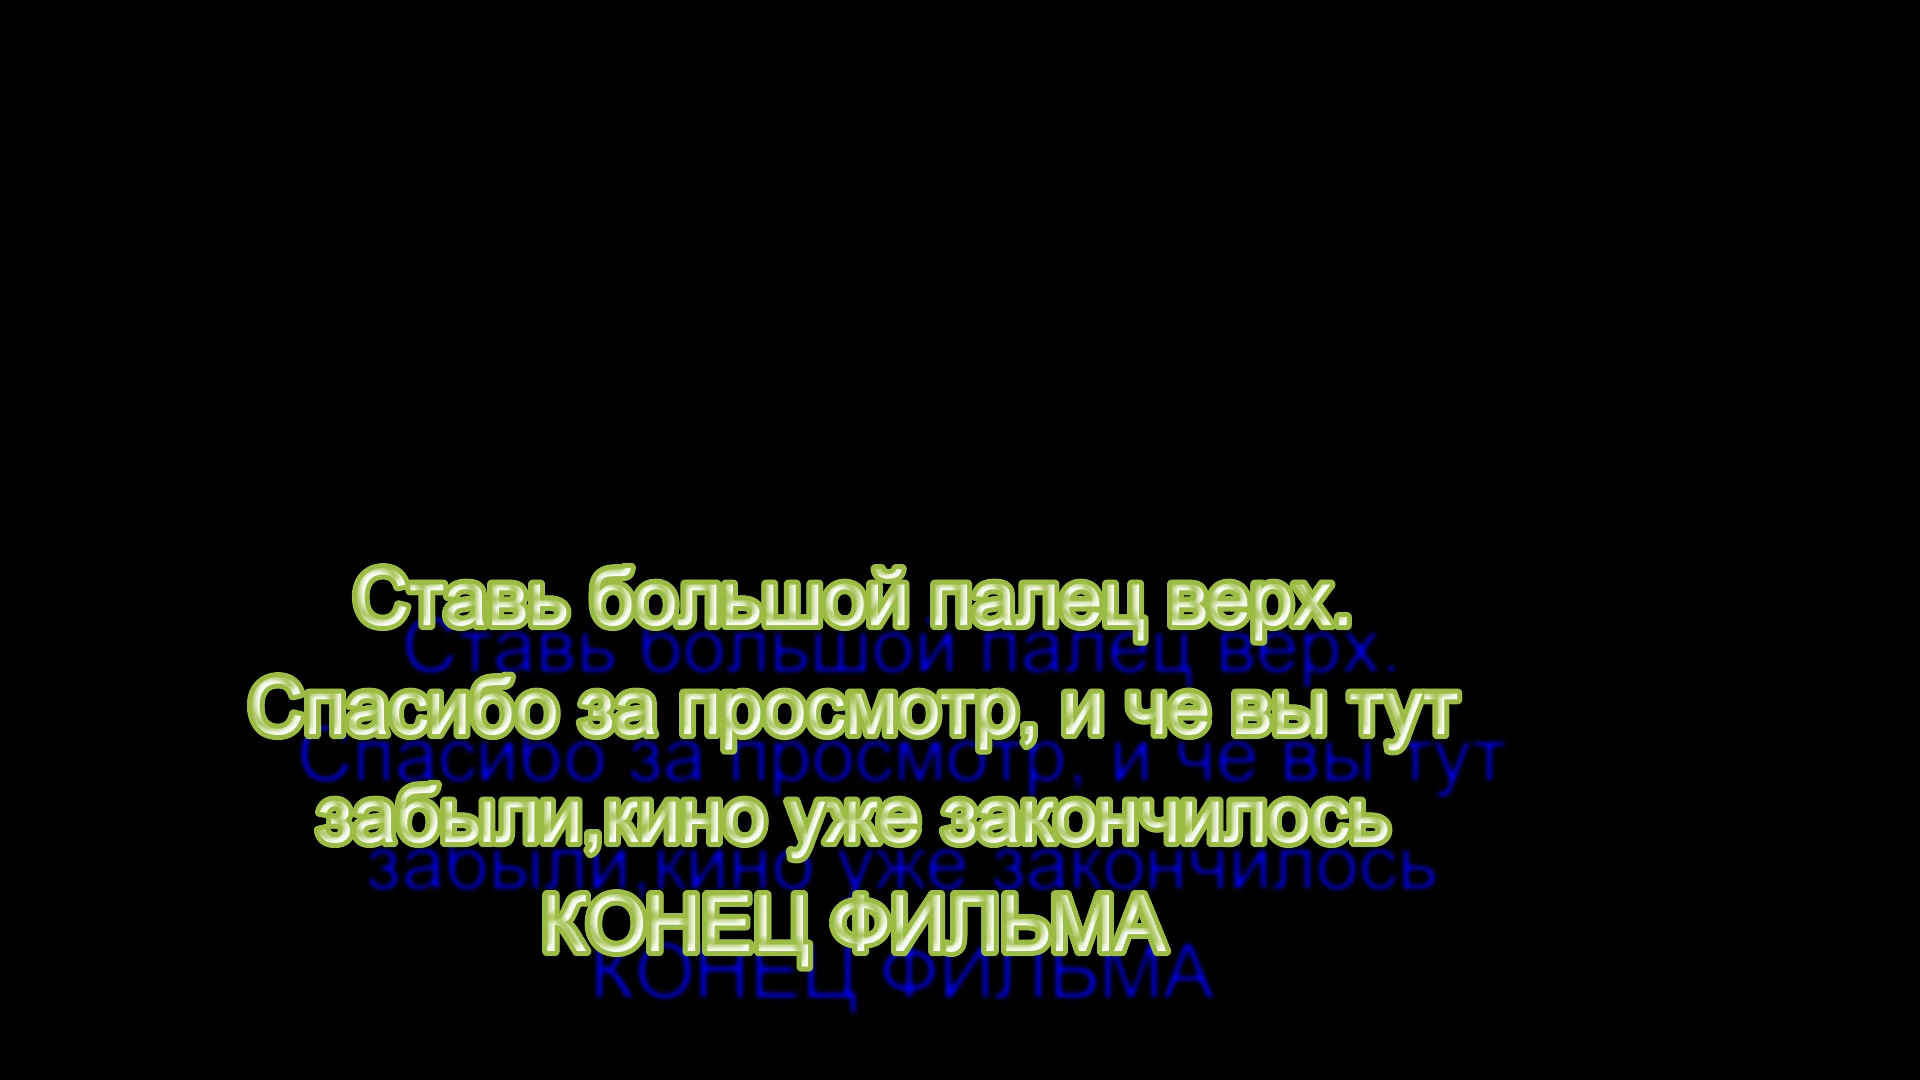 Ставь большой палец верх.
Спасибо за просмотр, и че вы тут
забыли,кино уже закончилось
КОНЕЦ ФИЛЬМА